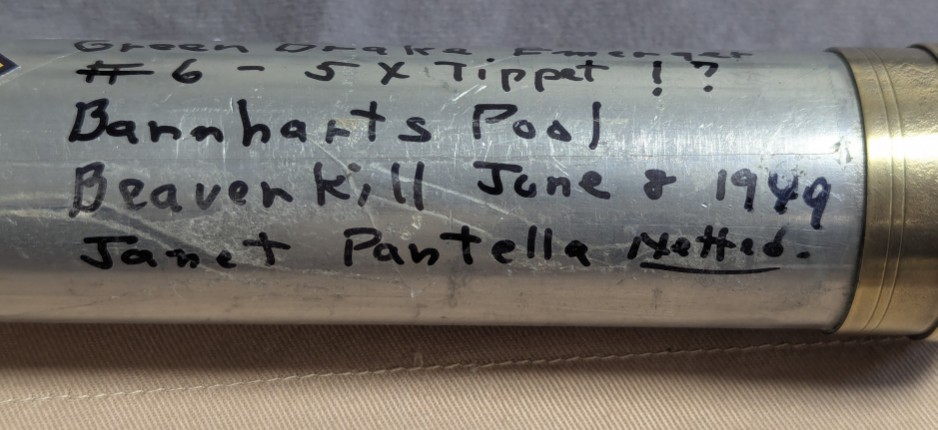 Green Drake Emerger
#6 - 5X Tippet !?
Barnharts Pool
Beaverkill June 8 1949
Janet Pantella Netted.